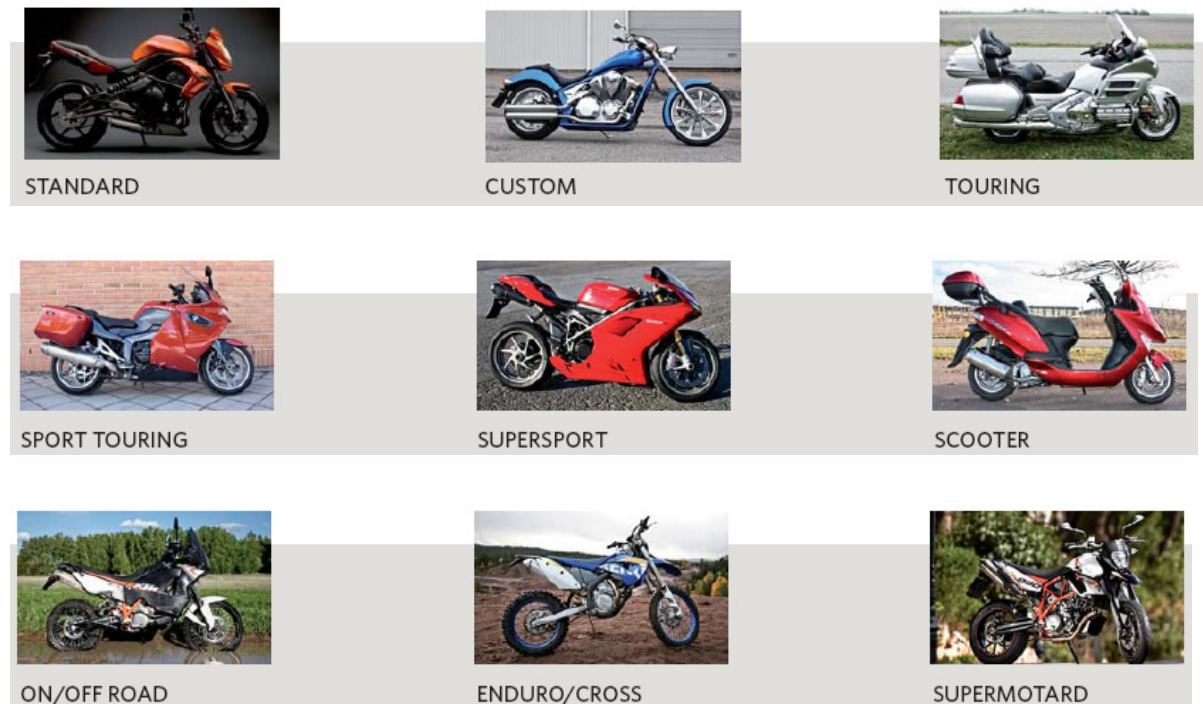 STANDARD
CUSTOM
TOURING
SPORT TOURING
SUPERSPORT
SCOOTER
ON/OFF ROAD
ENDURO/CROSS
SUPERMOTARD